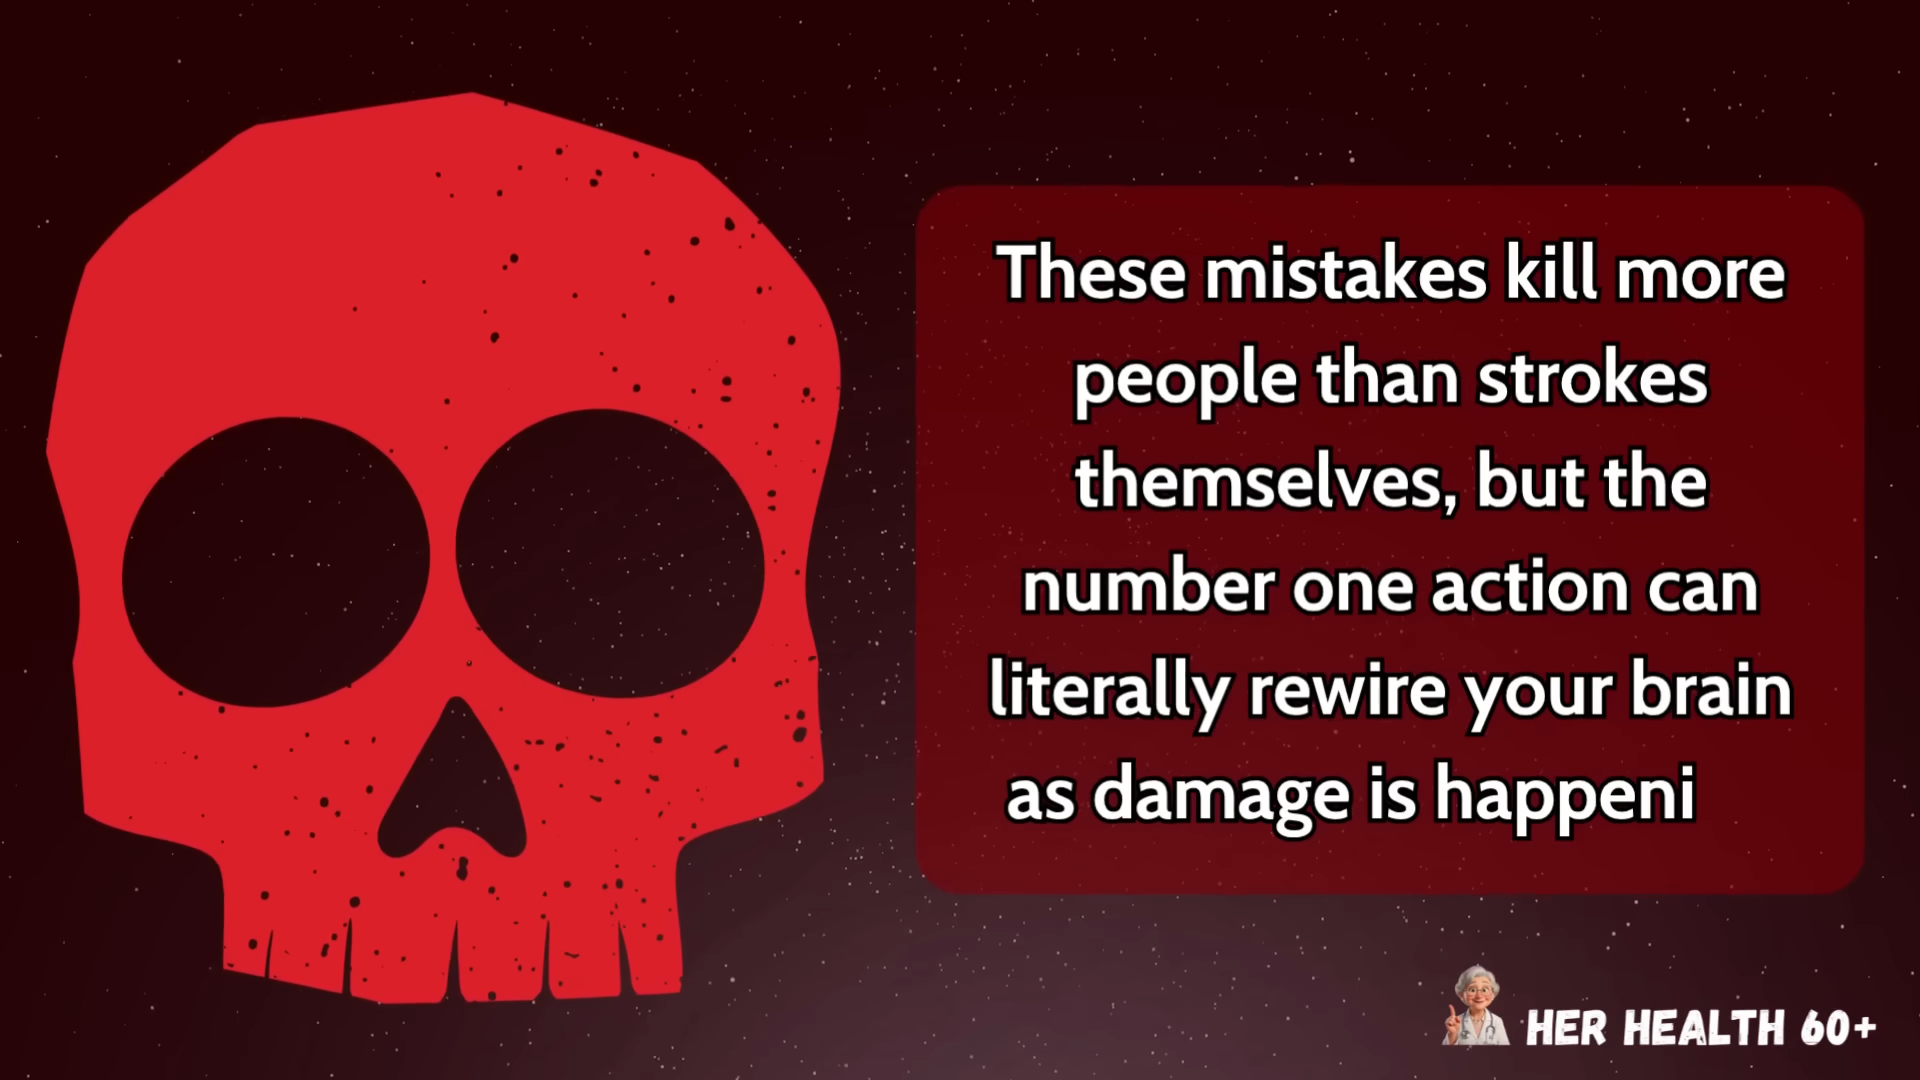 These mistakes kill more
people than strokes
themselves, but the
number one action can
literally rewire your brain
as damage is happeni
HER HEALTH 60+